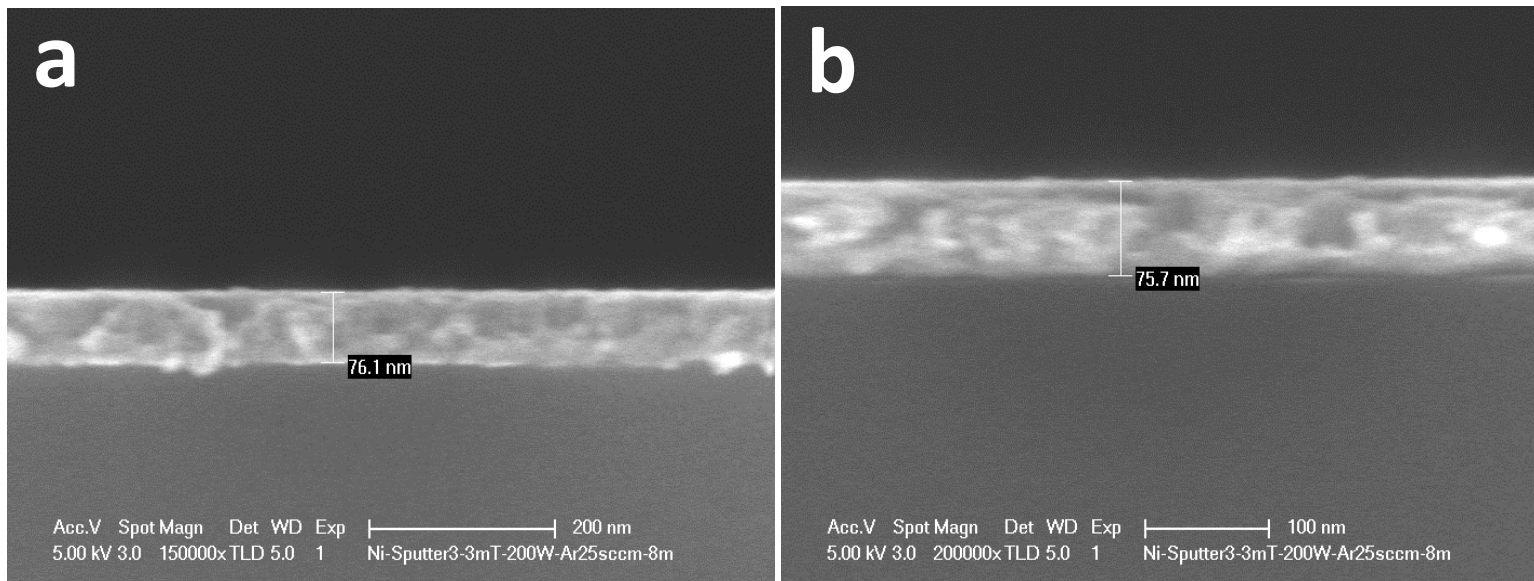 a
76.1 nm
Acc.V Spot Magn Det WD Exp 200 nm
5.00 kV 3.0 150000x TLD 5.0 1 Ni-Sputter3-3mT-200W-Ar25sccm-8m
b
75.7 nm
Acc.V Spot Magn Det WD Exp 100 nm
5.00 kV 3.0 200000x TLD 5.0 1 Ni-Sputter3-3mT-200W-Ar25sccm-8m